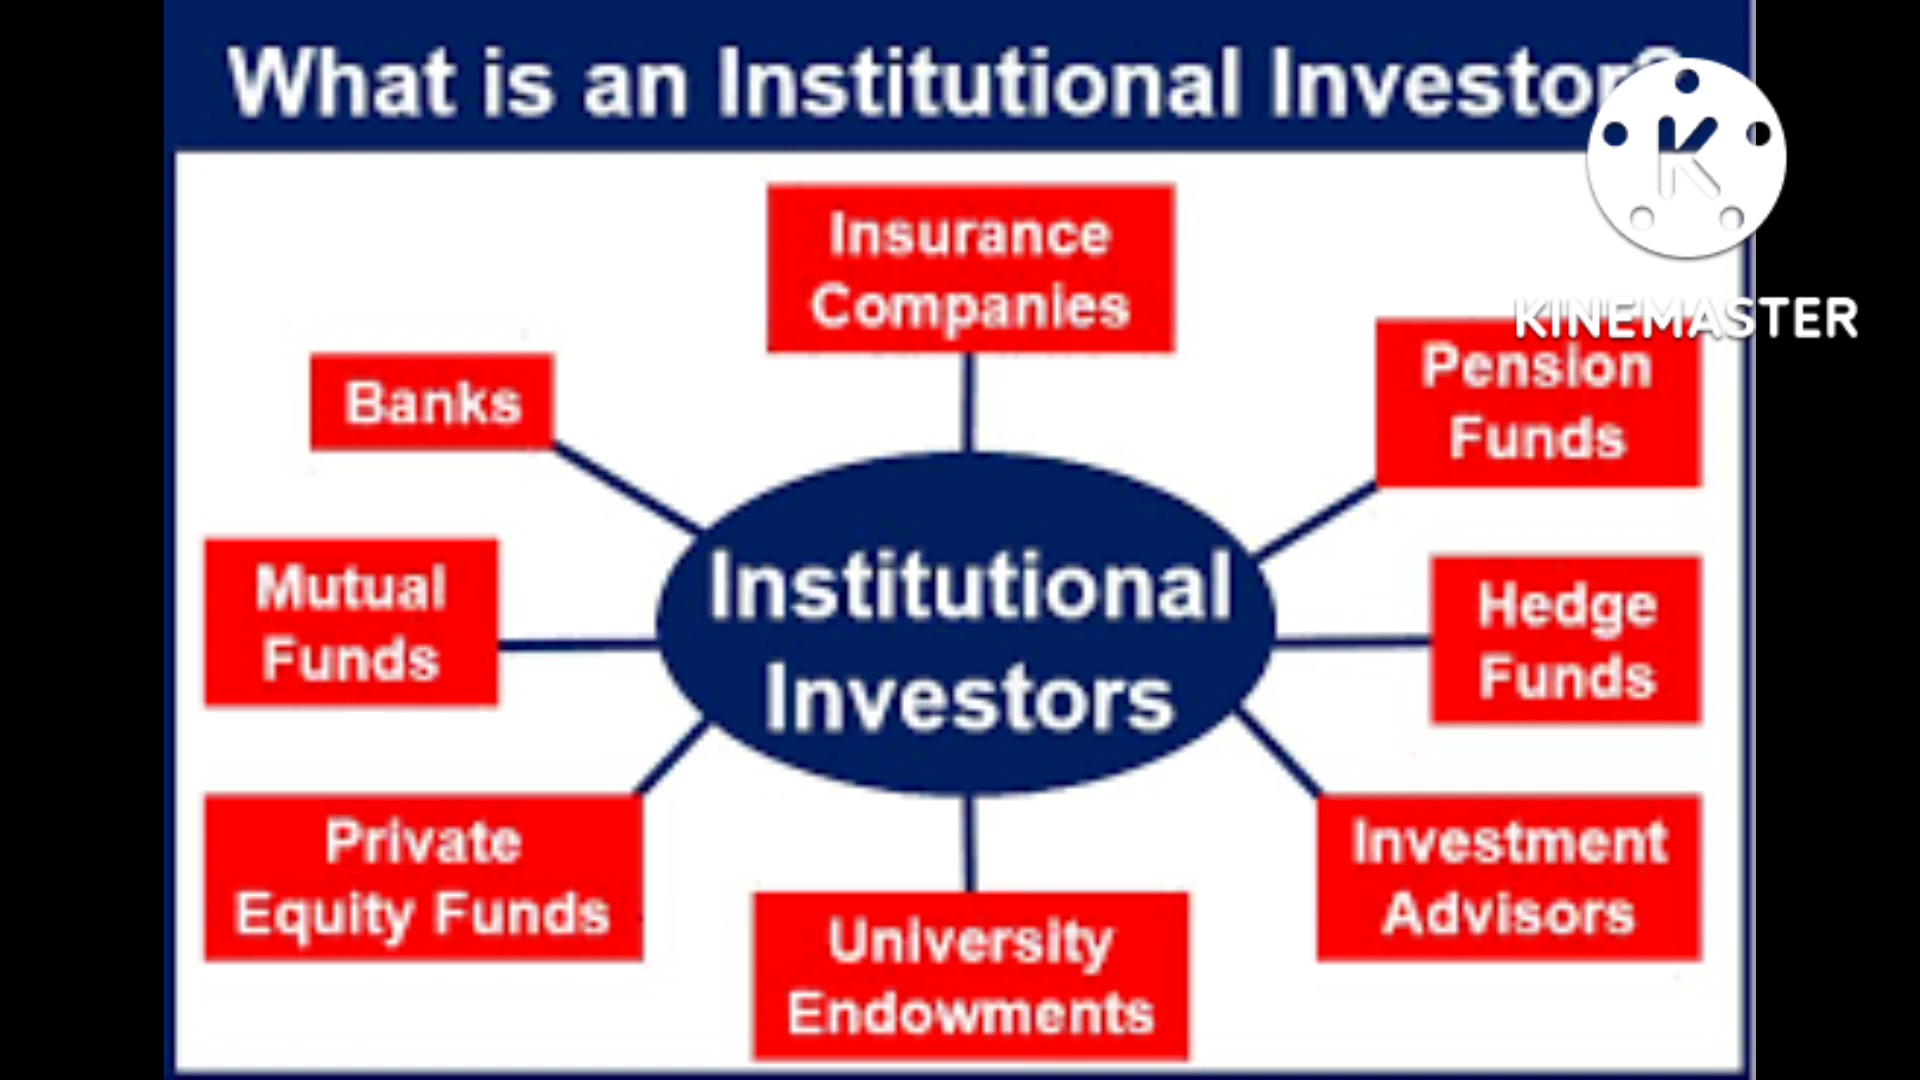 What is an Institutional Investor?
KINEMASTER
Insurance
Companies
Banks
Pension
Funds
Institutional
Investors
Mutual
Funds
Hedge
Funds
Private
Equity Funds
University
Endowments
Investment
Advisors